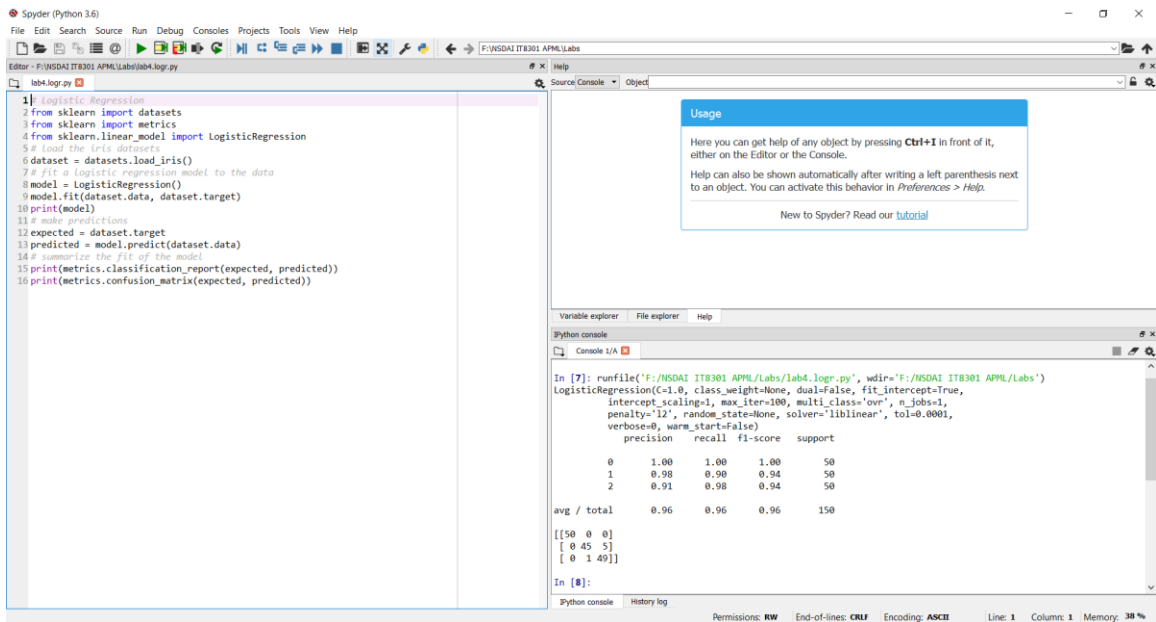 Spyder (Python 3.6)
File Edit Search Source Run Debug Consoles Projects Tools View Help
F:\NSDAI IT8301 APML\Labs
Editor - F:\NSDAI IT8301 APML\Labs\lab4.logr.py
lab4.logr.py
1 # Logistic Regression
2 from sklearn import datasets
3 from sklearn import metrics
4 from sklearn.linear_model import LogisticRegression
5 # load the iris datasets
6 dataset = datasets.load_iris()
7 # fit a logistic regression model to the data
8 model = LogisticRegression()
9 model.fit(dataset.data, dataset.target)
10 print(model)
11 # make predictions
12 expected = dataset.target
13 predicted = model.predict(dataset.data)
14 # summarize the fit of the model
15 print(metrics.classification_report(expected, predicted))
16 print(metrics.confusion_matrix(expected, predicted))
Help
Source Console Object
Usage
Here you can get help of any object by pressing Ctrl+I in front of it,
either on the Editor or the Console.
Help can also be shown automatically after writing a left parenthesis next
to an object. You can activate this behavior in Preferences > Help.
New to Spyder? Read our tutorial
Variable explorer File explorer Help
IPython console
Console 1/A
In [7]: runfile('F:/NSDAI IT8301 APML/Labs/lab4.logr.py', wdir='F:/NSDAI IT8301 APML/Labs')
LogisticRegression(C=1.0, class_weight=None, dual=False, fit_intercept=True,
intercept_scaling=1, max_iter=100, multi_class='ovr', n_jobs=1,
penalty='l2', random_state=None, solver='liblinear', tol=0.0001,
verbose=0, warm_start=False)
precision recall f1-score support
0 1.00 1.00 1.00 50
1 0.98 0.90 0.94 50
2 0.91 0.98 0.94 50
avg / total 0.96 0.96 0.96 150
[[50 0 0]
[ 0 45 5]
[ 0 1 49]]
In [8]:
IPython console History log
Permissions: RW End-of-lines: CRLF Encoding: ASCII Line: 1 Column: 1 Memory: 38 %